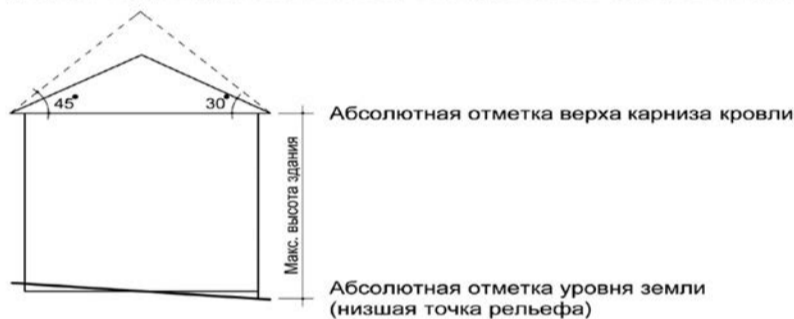 45°
30°
Абсолютная отметка верха карниза кровли
Макс. высота здания
Абсолютная отметка уровня земли
(низшая точка рельефа)